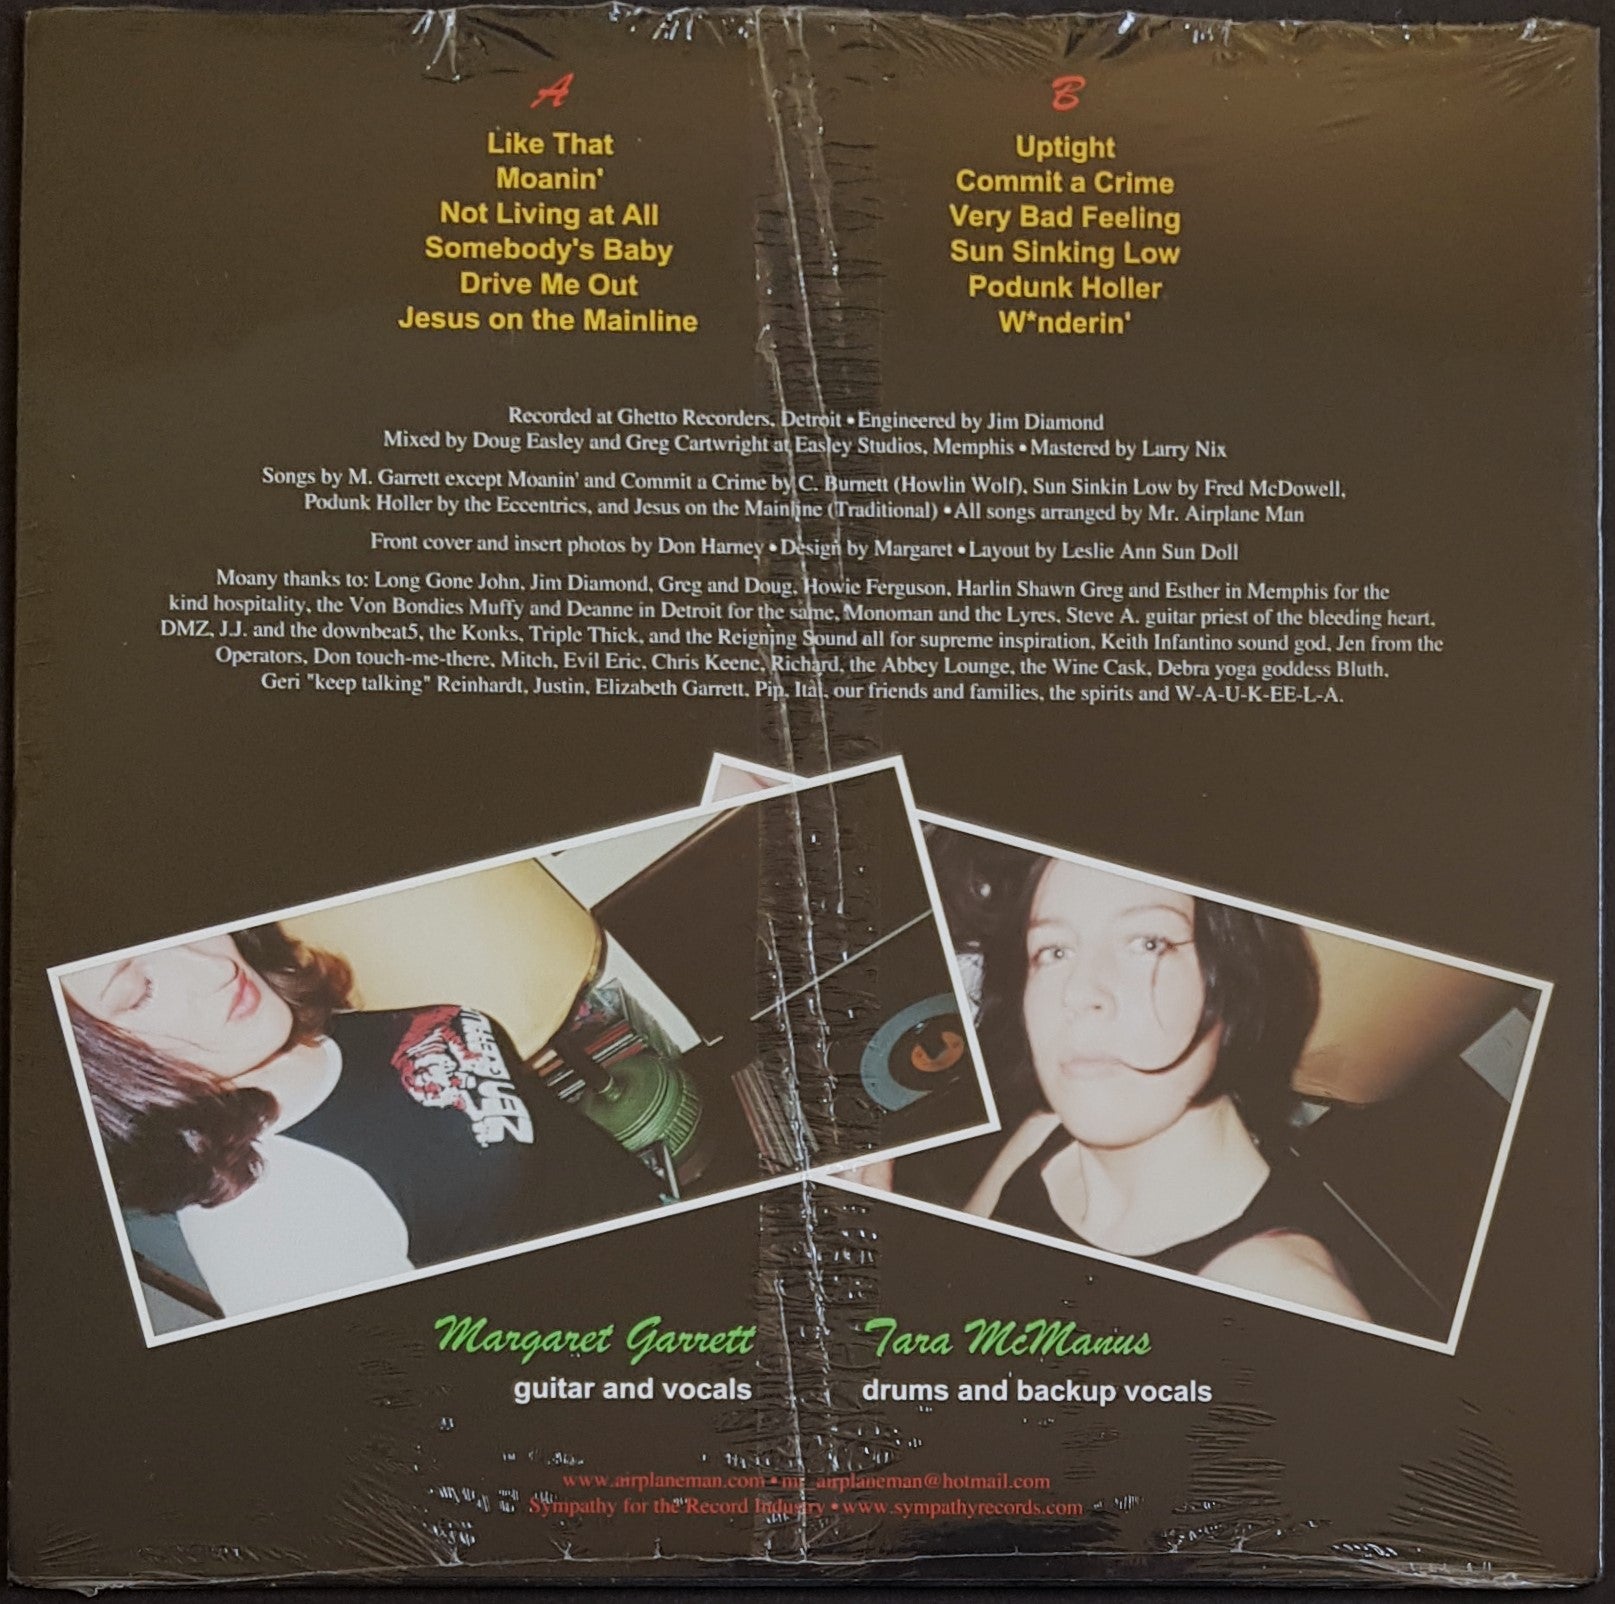 A
Like That
Moanin'
Not Living at All
Somebody's Baby
Drive Me Out
Jesus on the Mainline
B
Uptight
Commit a Crime
Very Bad Feeling
Sun Sinking Low
Podunk Holler
W*nderin'
Recorded at Ghetto Recorders, Detroit • Engineered by Jim Diamond
Mixed by Doug Easley and Greg Cartwright at Easley Studios, Memphis • Mastered by Larry Nix
Songs by M. Garrett except Moanin' and Commit a Crime by C. Burnett (Howlin Wolf), Sun Sinkin Low by Fred McDowell,
Podunk Holler by the Eccentrics, and Jesus on the Mainline (Traditional) • All songs arranged by Mr. Airplane Man
Front cover and insert photos by Don Harney • Design by Margaret • Layout by Leslie Ann Sun Doll
Moany thanks to: Long Gone John, Jim Diamond, Greg and Doug, Howie Ferguson, Harlin Shawn Greg and Esther in Memphis for the
kind hospitality, the Von Bondies Muffy and Deanne in Detroit for the same, Monoman and the Lyres, Steve A. guitar priest of the bleeding heart,
DMZ, J.J. and the downbeat5, the Konks, Triple Thick, and the Reigning Sound all for supreme inspiration, Keith Infantino sound god, Jen from the
Operators, Don touch-me-there, Mitch, Evil Eric, Chris Keene, Richard, the Abbey Lounge, the Wine Cask, Debra yoga goddess Bluth,
Geri "keep talking" Reinhardt, Justin, Elizabeth Garrett, Pip, Ital, our friends and families, the spirits and W-A-U-K-EE-L-A.
Margaret Garrett
guitar and vocals
Tara McManus
drums and backup vocals
www.airplaneman.com • mr_airplaneman@hotmail.com
Sympathy for the Record Industry • www.sympathyrecords.com